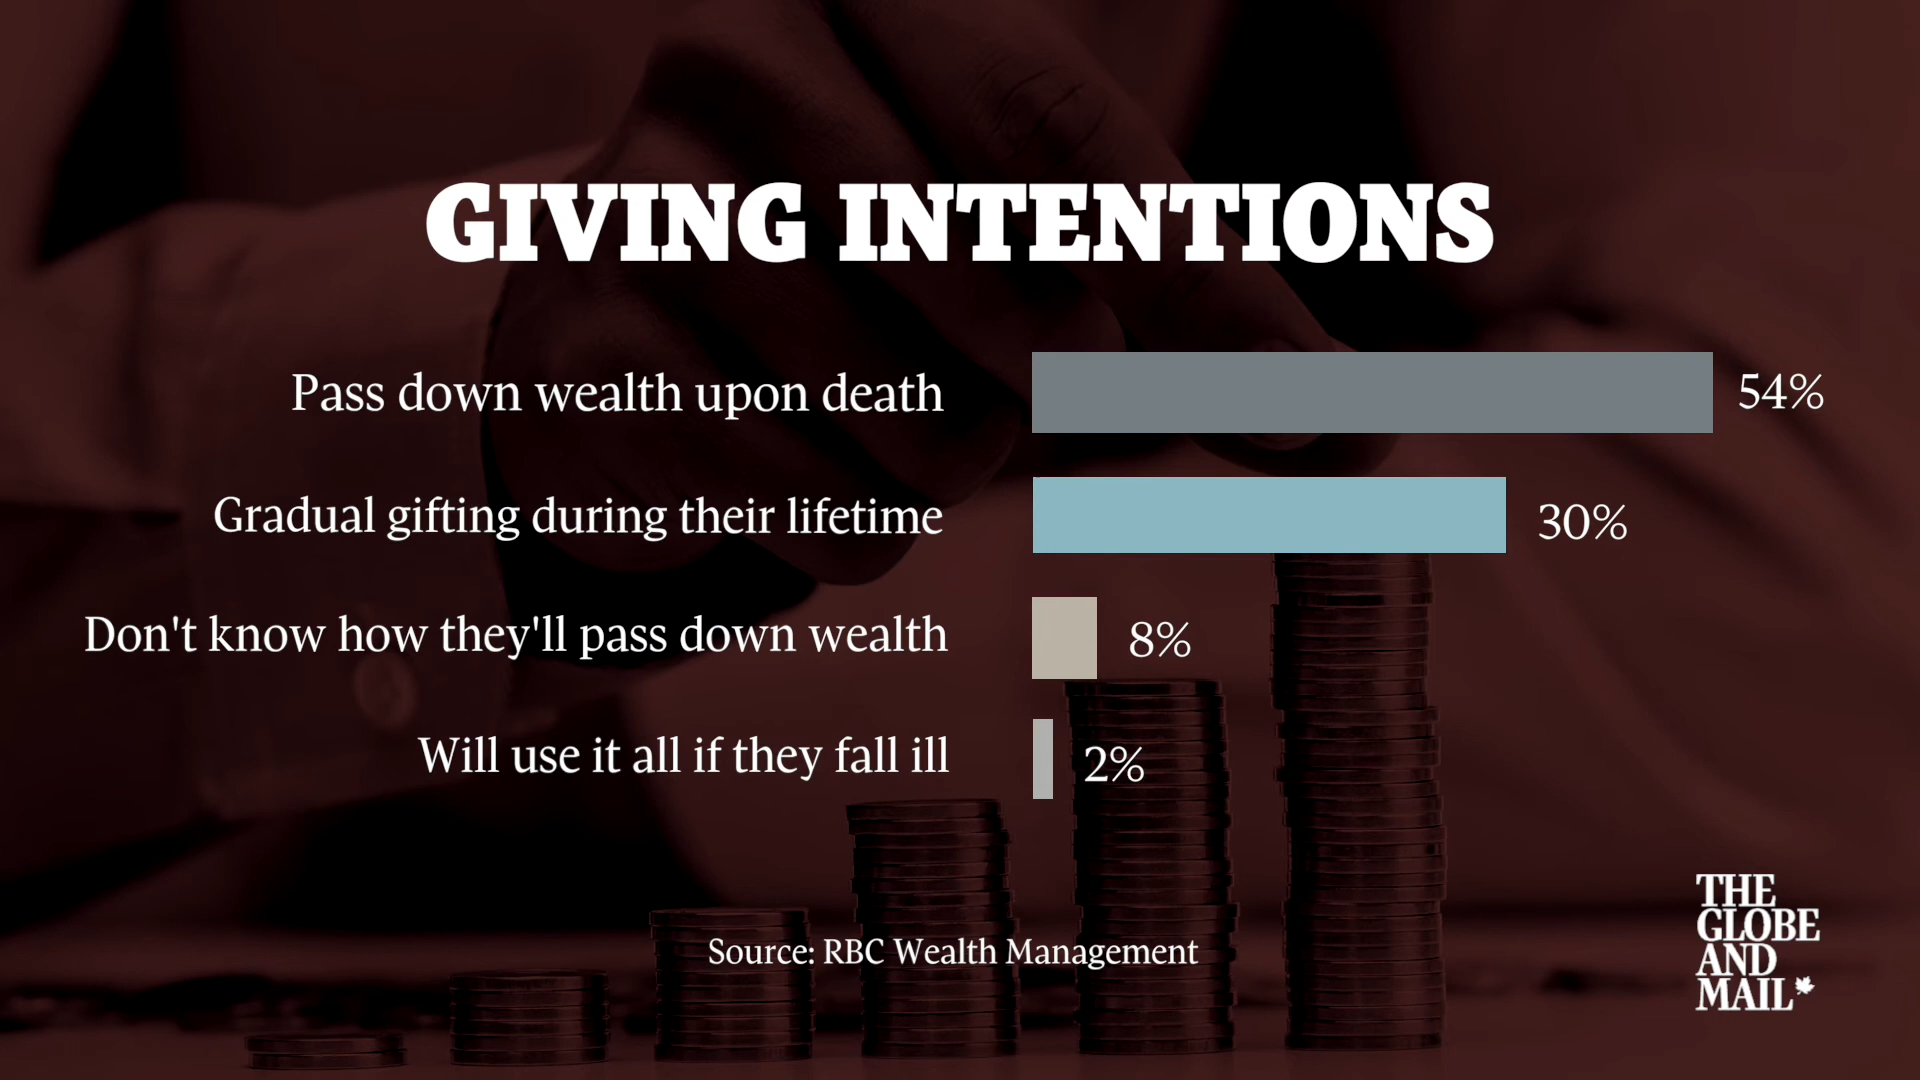 GIVING INTENTIONS
Pass down wealth upon death 54%
Gradual gifting during their lifetime 30%
Don't know how they'll pass down wealth 8%
Will use it all if they fall ill 2%
Source: RBC Wealth Management
THE
GLOBE
AND
MAIL